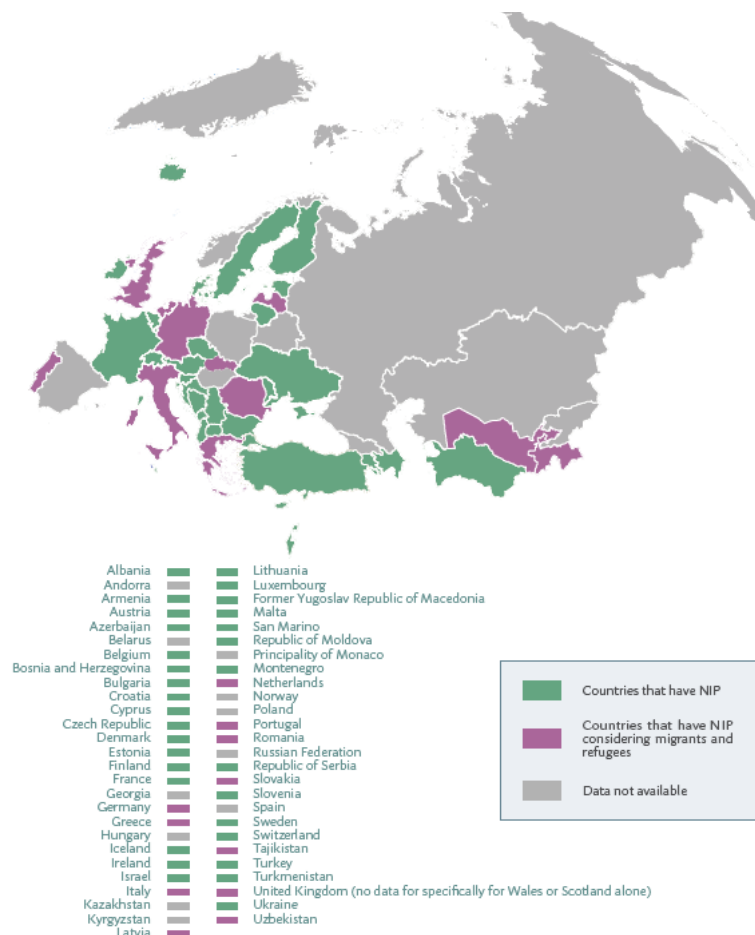 Albania
Andorra
Armenia
Austria
Azerbaijan
Belarus
Belgium
Bosnia and Herzegovina
Bulgaria
Croatia
Cyprus
Czech Republic
Denmark
Estonia
Finland
France
Georgia
Germany
Greece
Hungary
Iceland
Ireland
Israel
Italy
Kazakhstan
Kyrgyzstan
Latvia
Lithuania
Luxembourg
Former Yugoslav Republic of Macedonia
Malta
San Marino
Republic of Moldova
Principality of Monaco
Montenegro
Netherlands
Norway
Poland
Portugal
Romania
Russian Federation
Republic of Serbia
Slovakia
Slovenia
Spain
Sweden
Switzerland
Tajikistan
Turkey
Turkmenistan
United Kingdom (no data for specifically for Wales or Scotland alone)
Ukraine
Uzbekistan
Countries that have NIP
Countries that have NIP
considering migrants and
refugees
Data not available